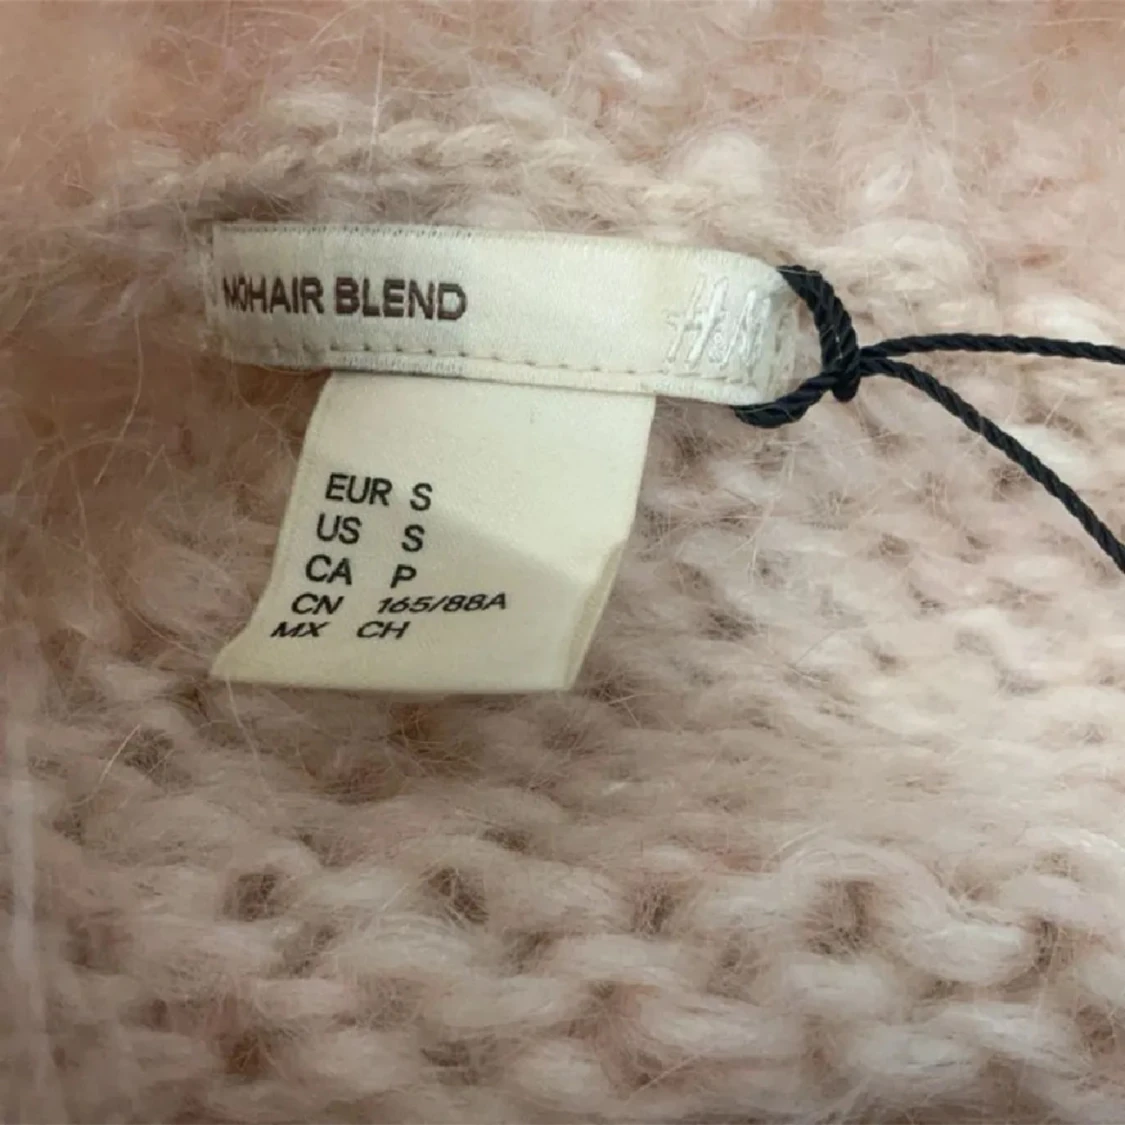 MOHAIR BLEND
H&M
EUR S
US S
CA P
CN 165/88A
MX CH